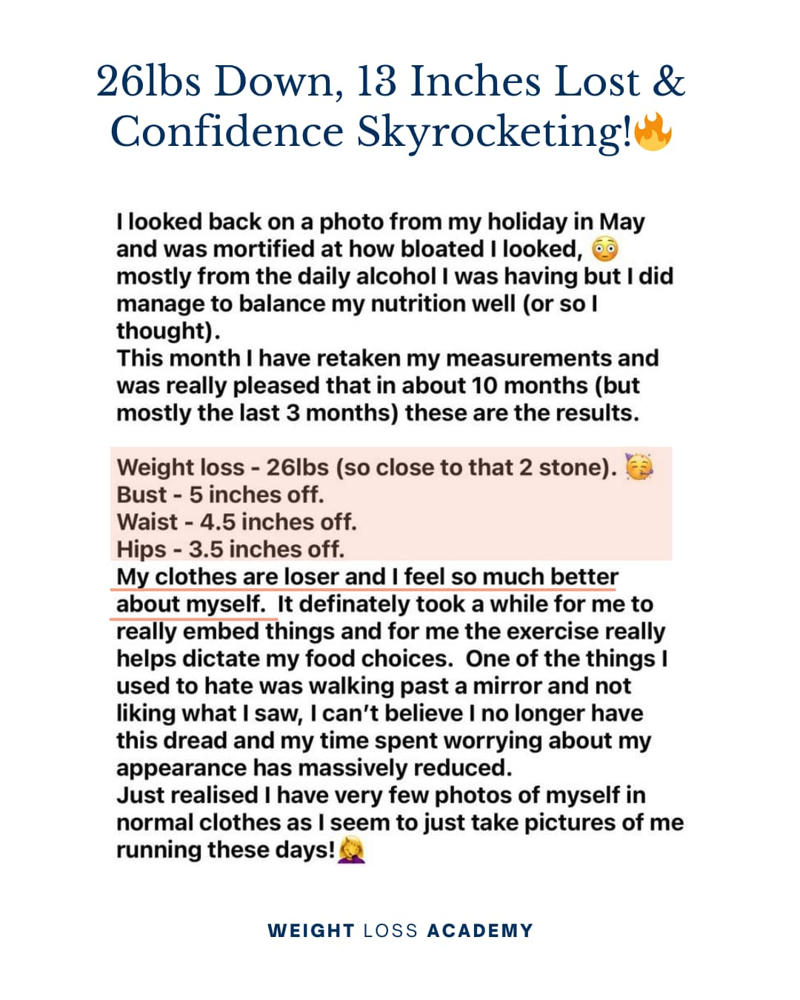 26lbs Down, 13 Inches Lost &
Confidence Skyrocketing!🔥
I looked back on a photo from my holiday in May
and was mortified at how bloated I looked, 😳
mostly from the daily alcohol I was having but I did
manage to balance my nutrition well (or so I
thought).
This month I have retaken my measurements and
was really pleased that in about 10 months (but
mostly the last 3 months) these are the results.
Weight loss - 26lbs (so close to that 2 stone). 🥳
Bust - 5 inches off.
Waist - 4.5 inches off.
Hips - 3.5 inches off.
My clothes are loser and I feel so much better
about myself.  It definately took a while for me to
really embed things and for me the exercise really
helps dictate my food choices.  One of the things I
used to hate was walking past a mirror and not
liking what I saw, I can’t believe I no longer have
this dread and my time spent worrying about my
appearance has massively reduced.
Just realised I have very few photos of myself in
normal clothes as I seem to just take pictures of me
running these days!🤦‍♀️
WEIGHT LOSS ACADEMY